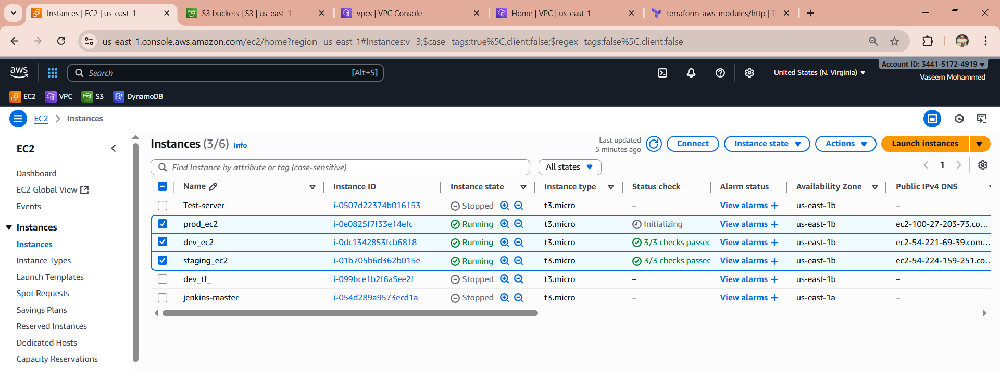 Instances | EC2 | us-east-1
S3 buckets | S3 | us-east-1
vpcs | VPC Console
Home | VPC | us-east-1
terraform-aws-modules/http |
us-east-1.console.aws.amazon.com/ec2/home?region=us-east-1#Instances:v=3;$case=tags:true%5C,client:false;$regex=tags:false%5C,client:false
aws
Search
[Alt+S]
United States (N. Virginia)
Account ID: 3441-5172-4919
Vaseem Mohammed
EC2 VPC S3 DynamoDB
EC2 Instances
EC2
Dashboard
EC2 Global View
Events
Instances
Instances
Instance Types
Launch Templates
Spot Requests
Savings Plans
Reserved Instances
Dedicated Hosts
Capacity Reservations
Instances (3/6) Info
Last updated
5 minutes ago
Connect
Instance state
Actions
Launch instances
Find Instance by attribute or tag (case-sensitive)
All states
1
Name Instance ID Instance state Instance type Status check Alarm status Availability Zone Public IPv4 DNS
Test-server i-0507d22374b016153 Stopped t3.micro – View alarms + us-east-1b –
prod_ec2 i-0e0825f7f33e14efc Running t3.micro Initializing View alarms + us-east-1b ec2-100-27-203-73.co...
dev_ec2 i-0dc1342853fcb6818 Running t3.micro 3/3 checks passed View alarms + us-east-1b ec2-54-221-69-39.com...
staging_ec2 i-01b705b6d362b015e Running t3.micro 3/3 checks passed View alarms + us-east-1b ec2-54-224-159-251.co...
dev_tf_ i-099bce1b2f6a5ee2f Stopped t3.micro – View alarms + us-east-1b –
jenkins-master i-054d289a9573ecd1a Stopped t3.micro – View alarms + us-east-1a –